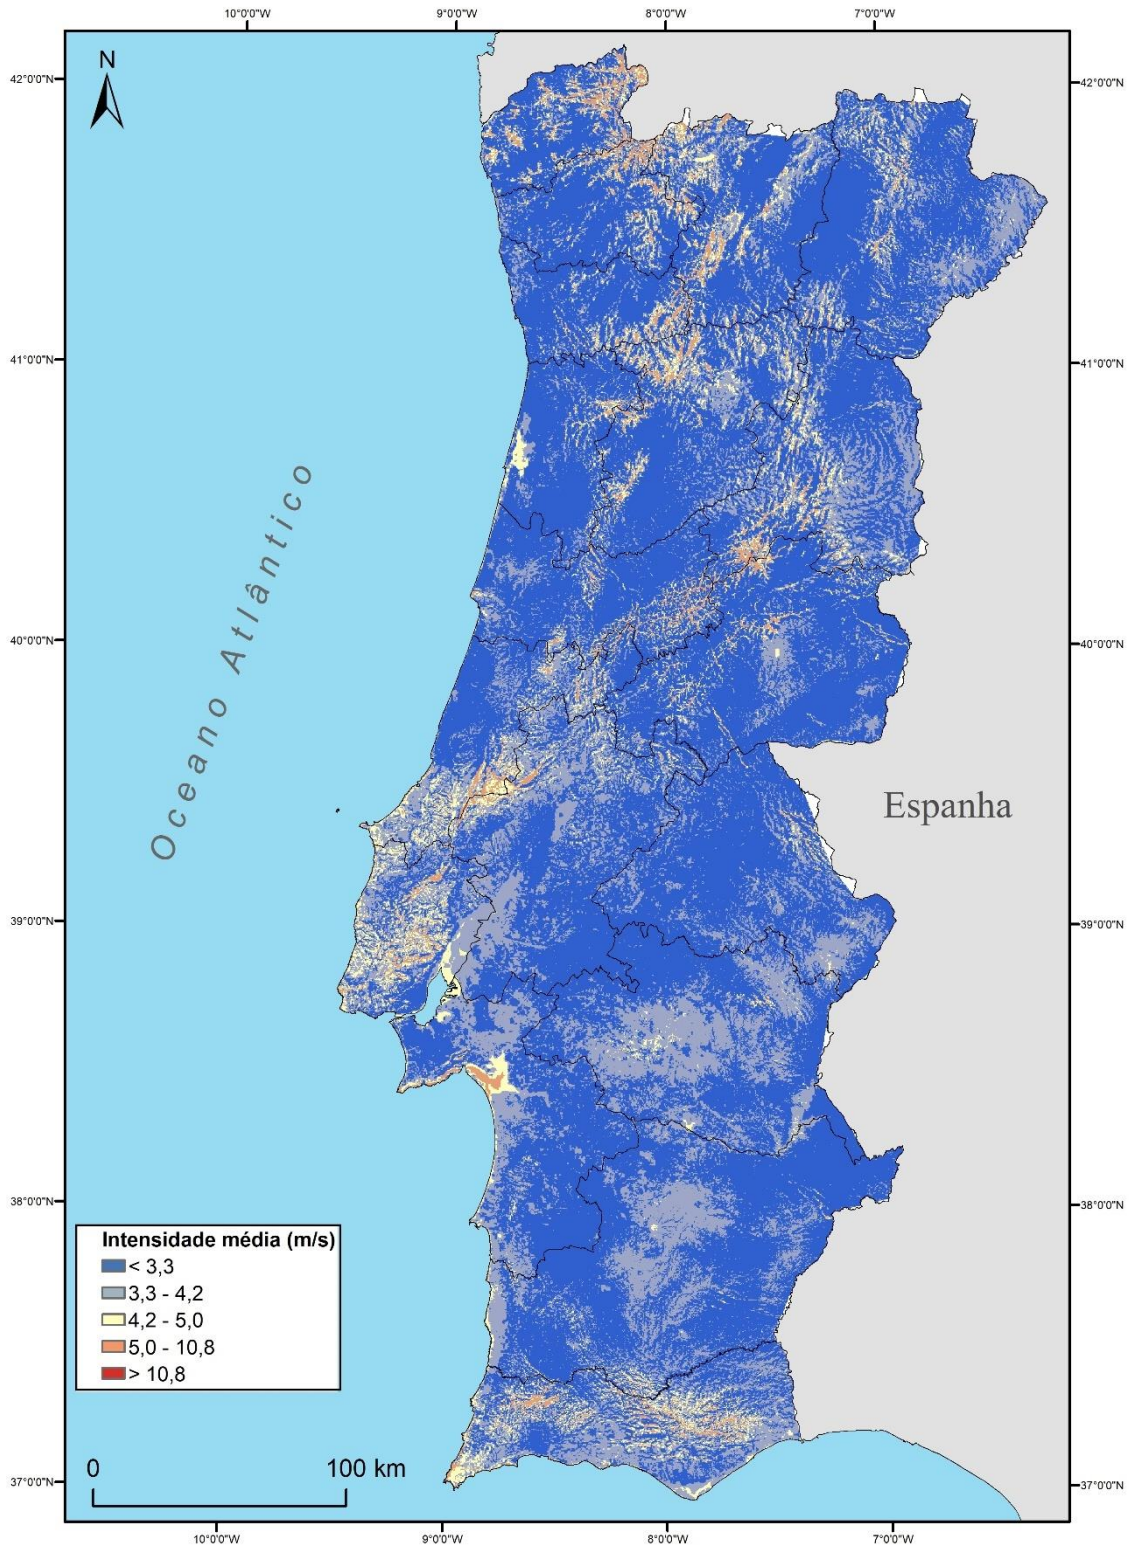 10°0'0"W 9°0'0"W 8°0'0"W 7°0'0"W
N
42°0'0"N 42°0'0"N
41°0'0"N 41°0'0"N
Oceano Atlântico
40°0'0"N 40°0'0"N
Espanha
39°0'0"N 39°0'0"N
38°0'0"N 38°0'0"N
Intensidade média (m/s)
< 3,3
3,3 - 4,2
4,2 - 5,0
5,0 - 10,8
> 10,8
0 100 km
37°0'0"N 37°0'0"N
10°0'0"W 9°0'0"W 8°0'0"W 7°0'0"W